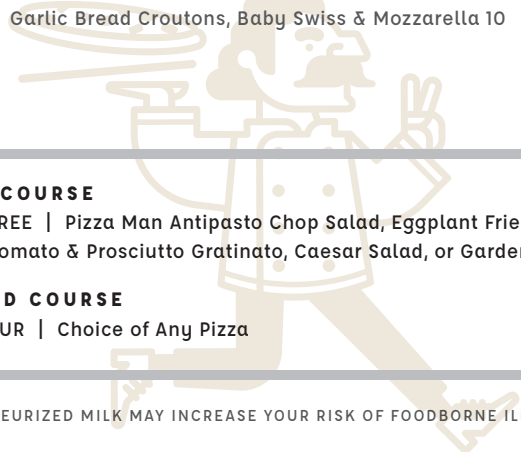 Garlic Bread Croutons, Baby Swiss & Mozzarella 10
COURSE
REE | Pizza Man Antipasto Chop Salad, Eggplant Frie
omato & Prosciutto Gratinato, Caesar Salad, or Garde
D COURSE
UR | Choice of Any Pizza
EURIZED MILK MAY INCREASE YOUR RISK OF FOODBORNE IL